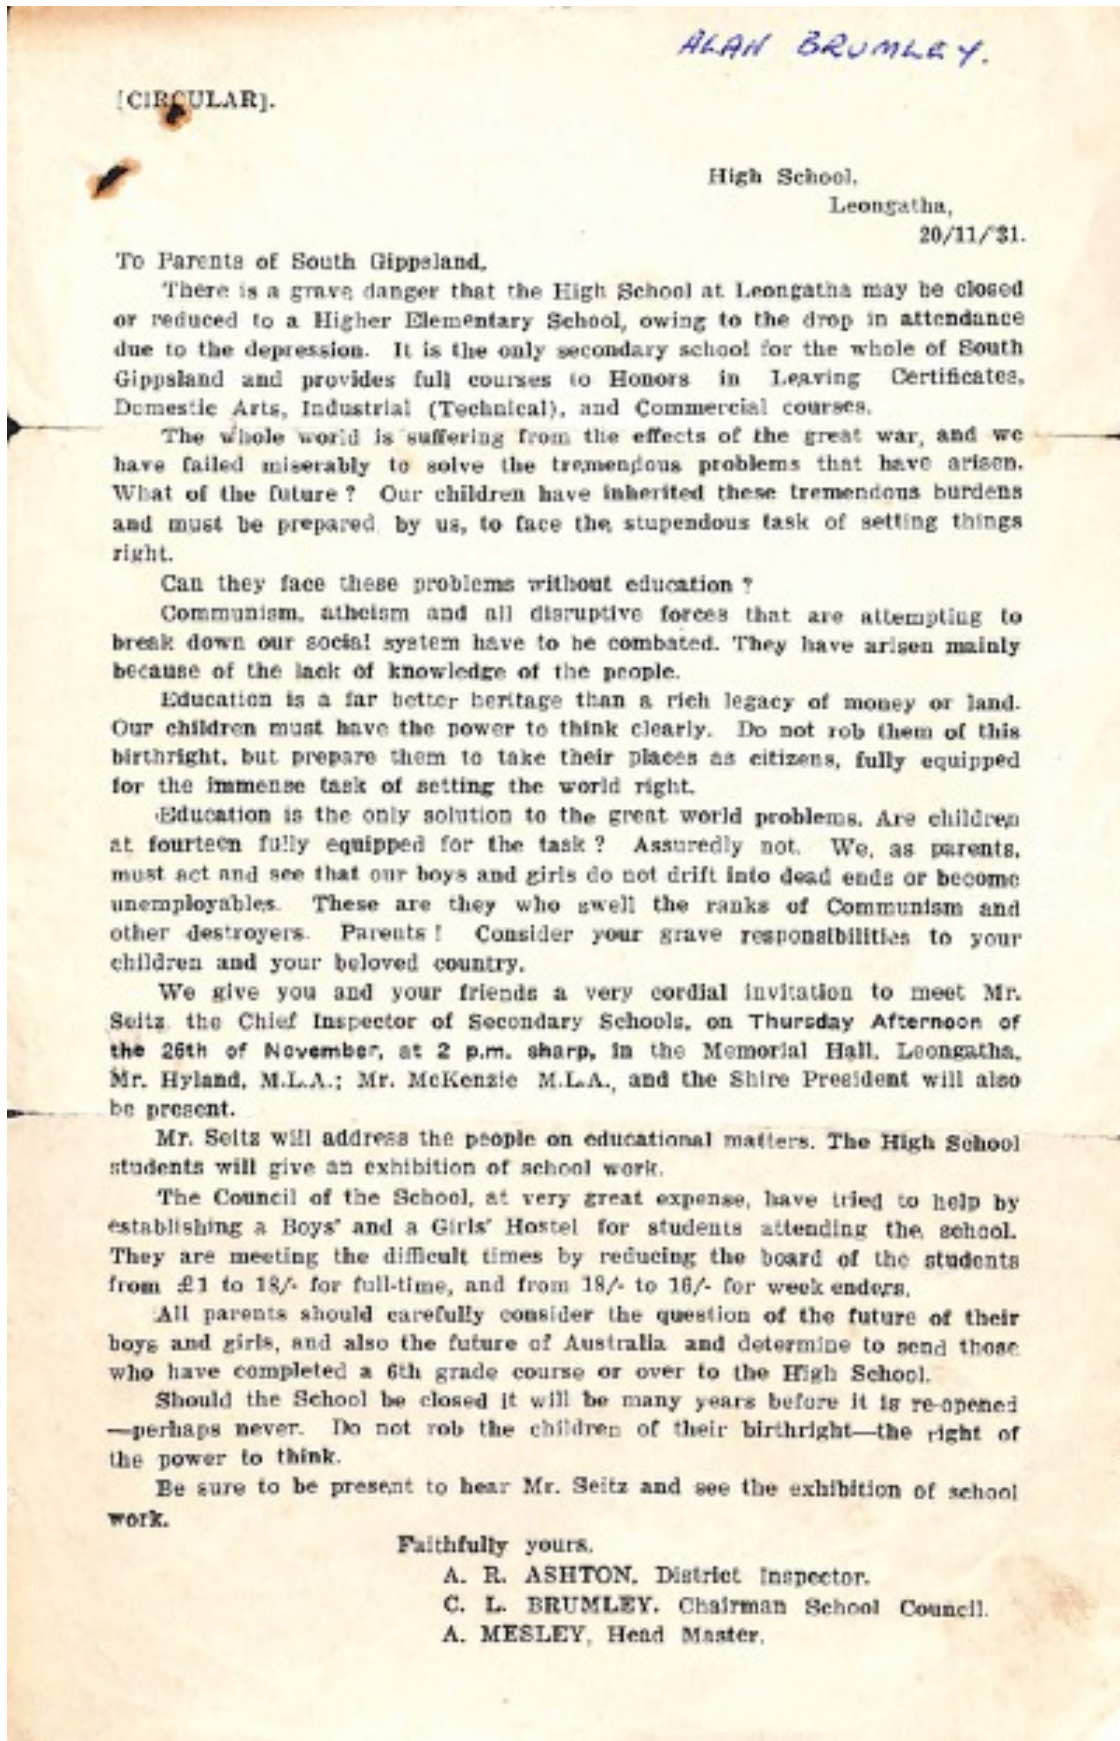 ALAN BRUMLEY.
[CIRCULAR].
High School,
Leongatha,
20/11/'31.
To Parents of South Gippsland,
There is a grave danger that the High School at Leongatha may be closed
or reduced to a Higher Elementary School, owing to the drop in attendance
due to the depression. It is the only secondary school for the whole of South
Gippsland and provides full courses to Honors in Leaving Certificates,
Domestic Arts, Industrial (Technical), and Commercial courses.
The whole world is suffering from the effects of the great war, and we
have failed miserably to solve the tremendous problems that have arisen.
What of the future? Our children have inherited these tremendous burdens
and must be prepared by us, to face the stupendous task of setting things
right.
Can they face these problems without education?
Communism, atheism and all disruptive forces that are attempting to
break down our social system have to be combated. They have arisen mainly
because of the lack of knowledge of the people.
Education is a far better heritage than a rich legacy of money or land.
Our children must have the power to think clearly. Do not rob them of this
birthright, but prepare them to take their places as citizens, fully equipped
for the immense task of setting the world right.
Education is the only solution to the great world problems. Are children
at fourteen fully equipped for the task? Assuredly not. We, as parents,
must act and see that our boys and girls do not drift into dead ends or become
unemployables. These are they who swell the ranks of Communism and
other destroyers. Parents! Consider your grave responsibilities to your
children and your beloved country.
We give you and your friends a very cordial invitation to meet Mr.
Seitz the Chief Inspector of Secondary Schools, on Thursday Afternoon of
the 26th of November, at 2 p.m. sharp, in the Memorial Hall, Leongatha.
Mr. Hyland, M.L.A.; Mr. McKenzie M.L.A., and the Shire President will also
be present.
Mr. Seitz will address the people on educational matters. The High School
students will give an exhibition of school work.
The Council of the School, at very great expense, have tried to help by
establishing a Boys' and a Girls' Hostel for students attending the school.
They are meeting the difficult times by reducing the board of the students
from £1 to 18/- for full-time, and from 18/- to 16/- for week enders.
All parents should carefully consider the question of the future of their
boys and girls, and also the future of Australia and determine to send those
who have completed a 6th grade course or over to the High School.
Should the School be closed it will be many years before it is re-opened
—perhaps never. Do not rob the children of their birthright—the right of
the power to think.
Be sure to be present to hear Mr. Seitz and see the exhibition of school
work.
Faithfully yours,
A. R. ASHTON, District Inspector.
C. L. BRUMLEY, Chairman School Council.
A. MESLEY, Head Master.